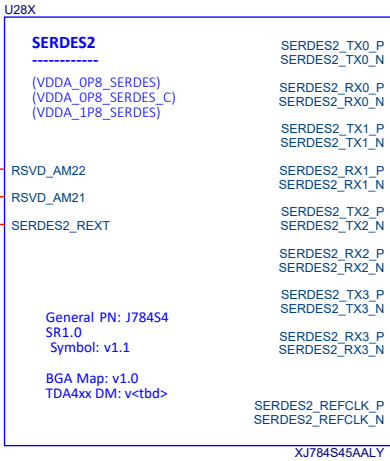 U28X
SERDES2
------------
(VDDA_0P8_SERDES)
(VDDA_0P8_SERDES_C)
(VDDA_1P8_SERDES)
RSVD_AM22
RSVD_AM21
SERDES2_REXT
General PN: J784S4
SR1.0
Symbol: v1.1
BGA Map: v1.0
TDA4xx DM: v<tbd>
SERDES2_TX0_P
SERDES2_TX0_N
SERDES2_RX0_P
SERDES2_RX0_N
SERDES2_TX1_P
SERDES2_TX1_N
SERDES2_RX1_P
SERDES2_RX1_N
SERDES2_TX2_P
SERDES2_TX2_N
SERDES2_RX2_P
SERDES2_RX2_N
SERDES2_TX3_P
SERDES2_TX3_N
SERDES2_RX3_P
SERDES2_RX3_N
SERDES2_REFCLK_P
SERDES2_REFCLK_N
XJ784S45AALY